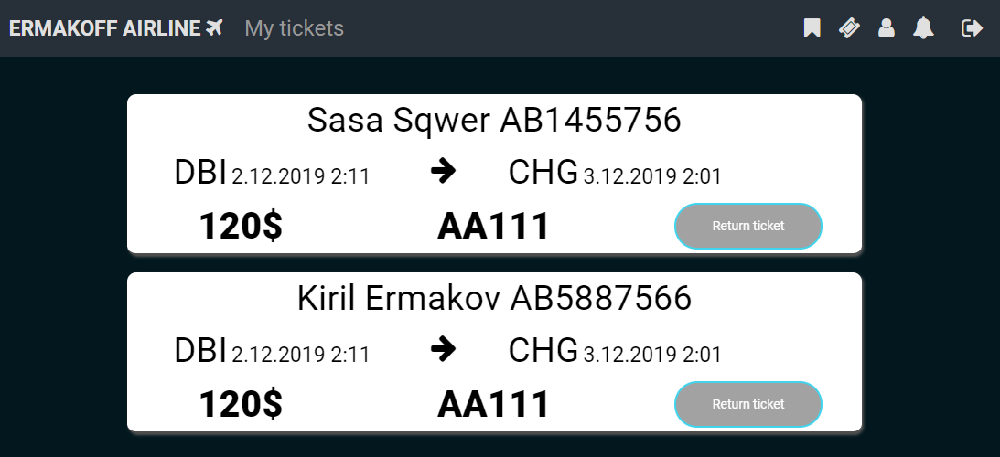 ERMAKOFF AIRLINE My tickets
Sasa Sqwer AB1455756
DBI 2.12.2019 2:11 CHG 3.12.2019 2:01
120$ AA111 Return ticket
Kiril Ermakov AB5887566
DBI 2.12.2019 2:11 CHG 3.12.2019 2:01
120$ AA111 Return ticket